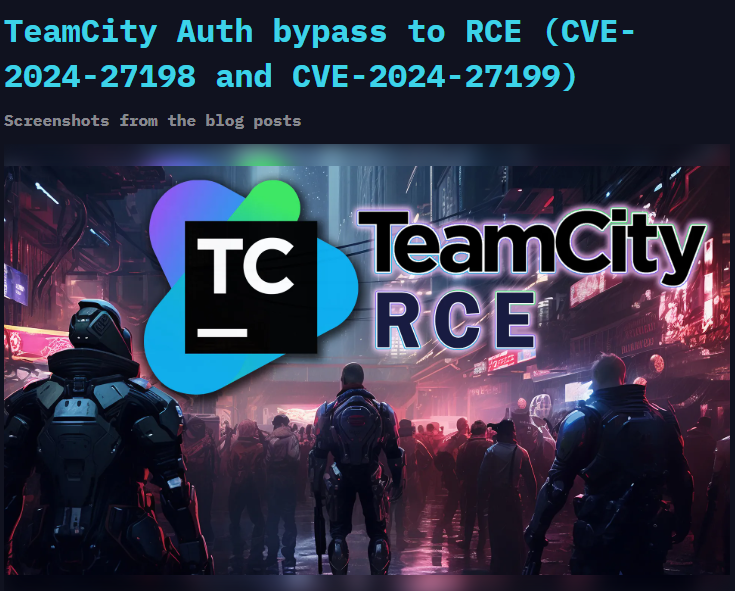 TeamCity Auth bypass to RCE (CVE-
2024-27198 and CVE-2024-27199)
Screenshots from the blog posts
TC
TeamCity
RCE